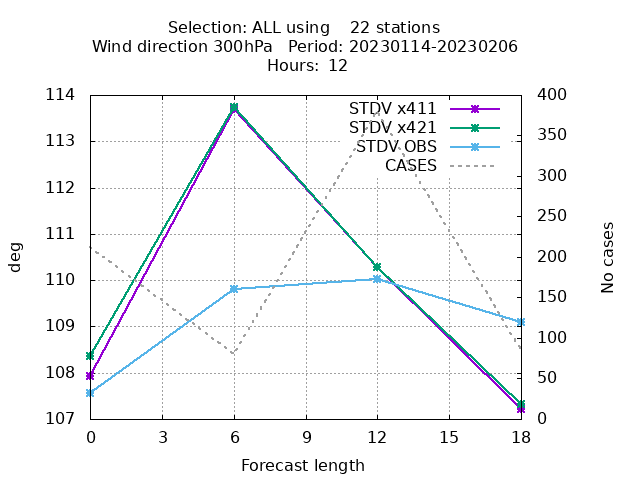 Selection: ALL using    22 stations
Wind direction 300hPa   Period: 20230114-20230206
Hours:  12
STDV x411
STDV x421
STDV OBS
CASES
114
113
112
111
110
109
108
107
400
350
300
250
200
150
100
50
0
deg
No cases
0 3 6 9 12 15 18
Forecast length